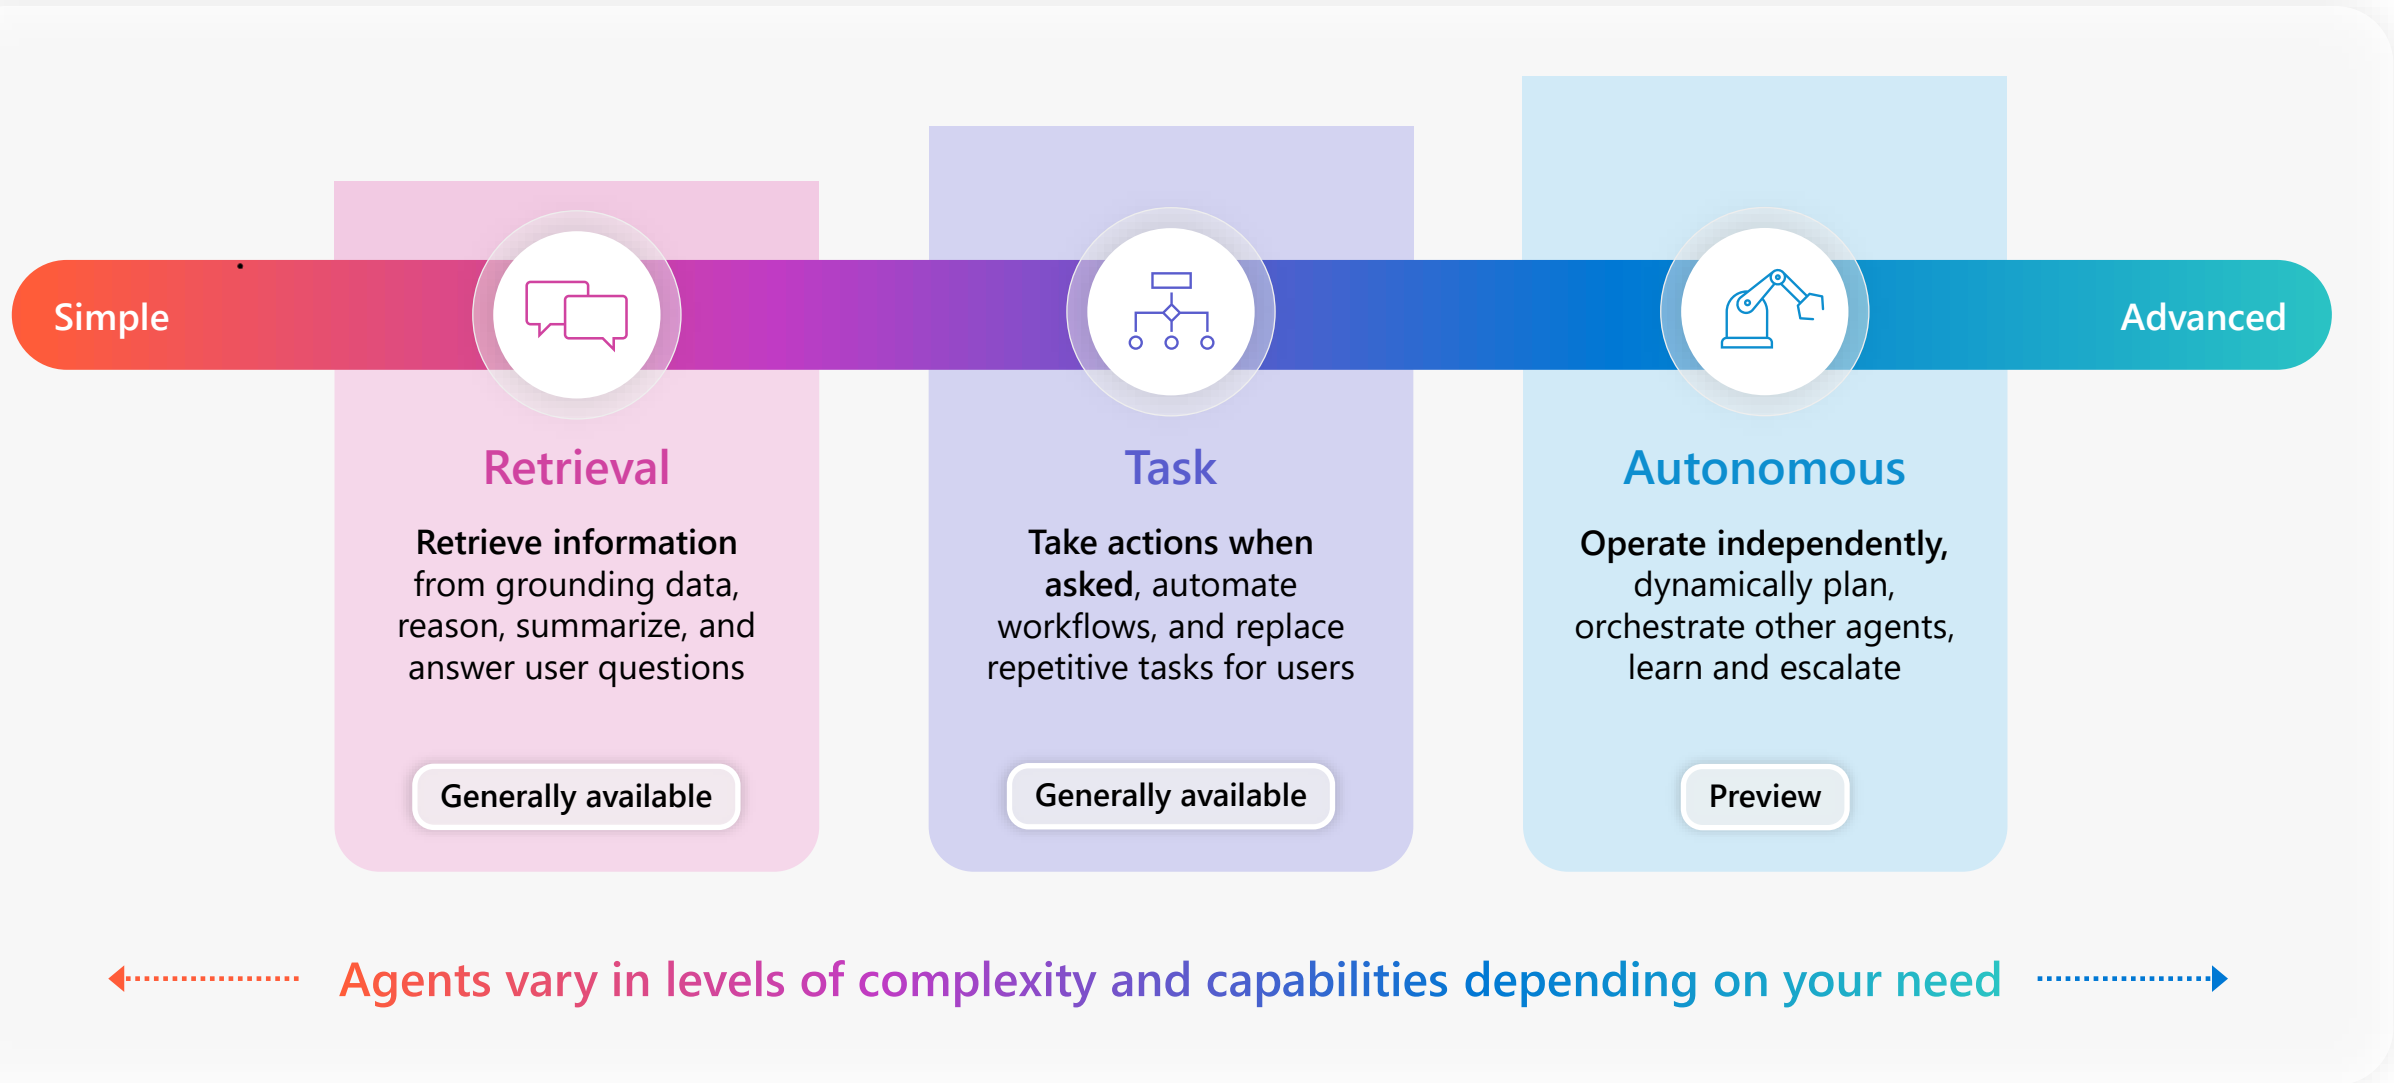 Simple
Advanced
Retrieval
Retrieve information
from grounding data,
reason, summarize, and
answer user questions
Generally available
Task
Take actions when
asked, automate
workflows, and replace
repetitive tasks for users
Generally available
Autonomous
Operate independently,
dynamically plan,
orchestrate other agents,
learn and escalate
Preview
Agents vary in levels of complexity and capabilities depending on your need